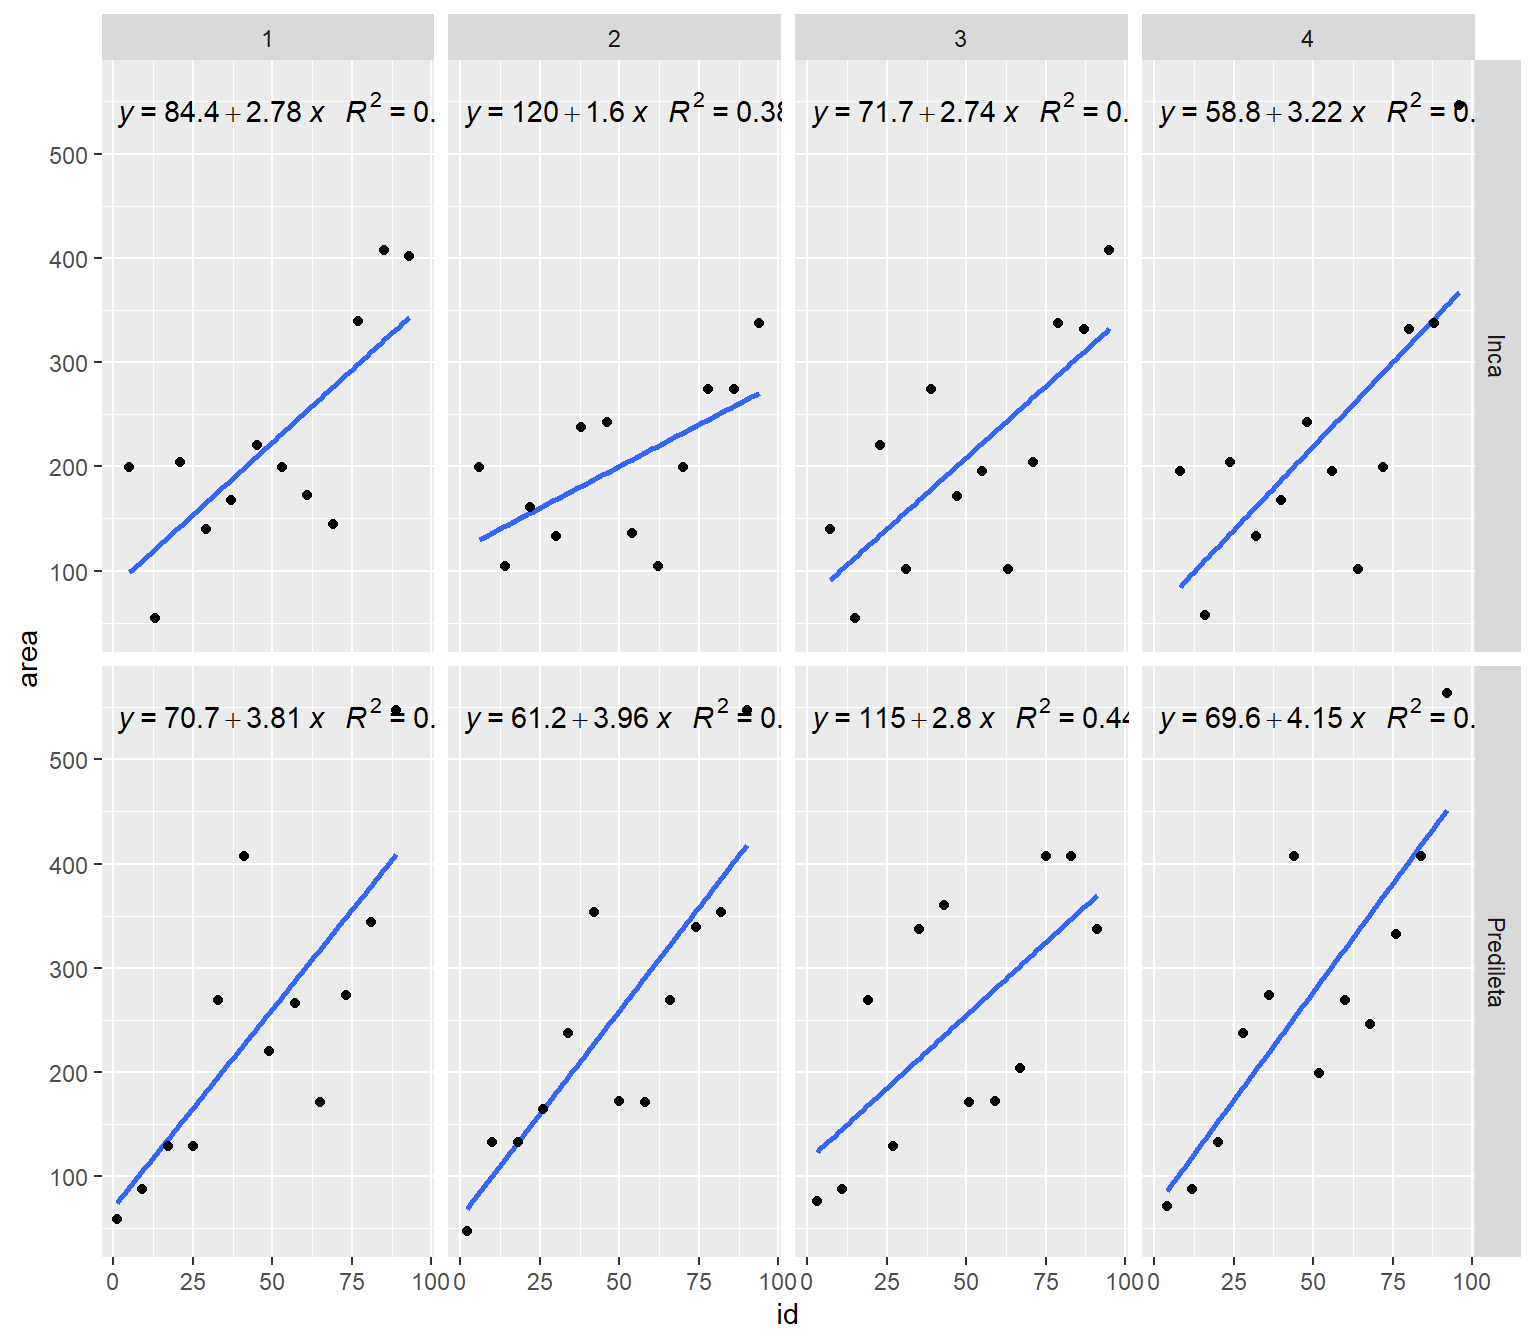 1 2 3 4
y = 84.4 + 2.78 x R² = 0.
y = 120 + 1.6 x R² = 0.38
y = 71.7 + 2.74 x R² = 0.
y = 58.8 + 3.22 x R² = 0.
500
400
300
200
100
Inca
area
y = 70.7 + 3.81 x R² = 0.
y = 61.2 + 3.96 x R² = 0.
y = 115 + 2.8 x R² = 0.44
y = 69.6 + 4.15 x R² = 0.
500
400
300
200
100
Predileta
0 25 50 75 100
0 25 50 75 100
0 25 50 75 100
0 25 50 75 100
id